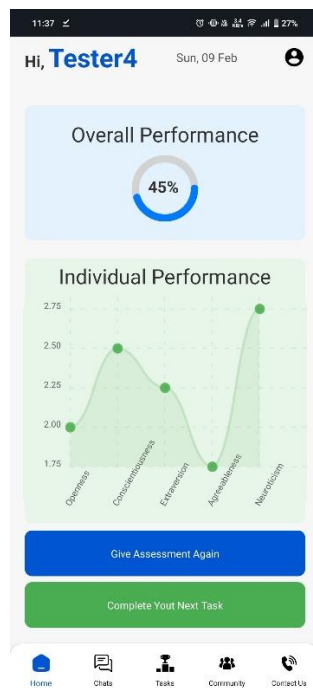 11:37
27%
Hi, Tester4
Sun, 09 Feb
Overall Performance
45%
Individual Performance
2.75
2.50
2.25
2.00
1.75
Openness
Conscientiousness
Extraversion
Agreeableness
Neuroticism
Give Assessment Again
Complete Yout Next Task
Home
Chats
Tasks
Community
Contact Us